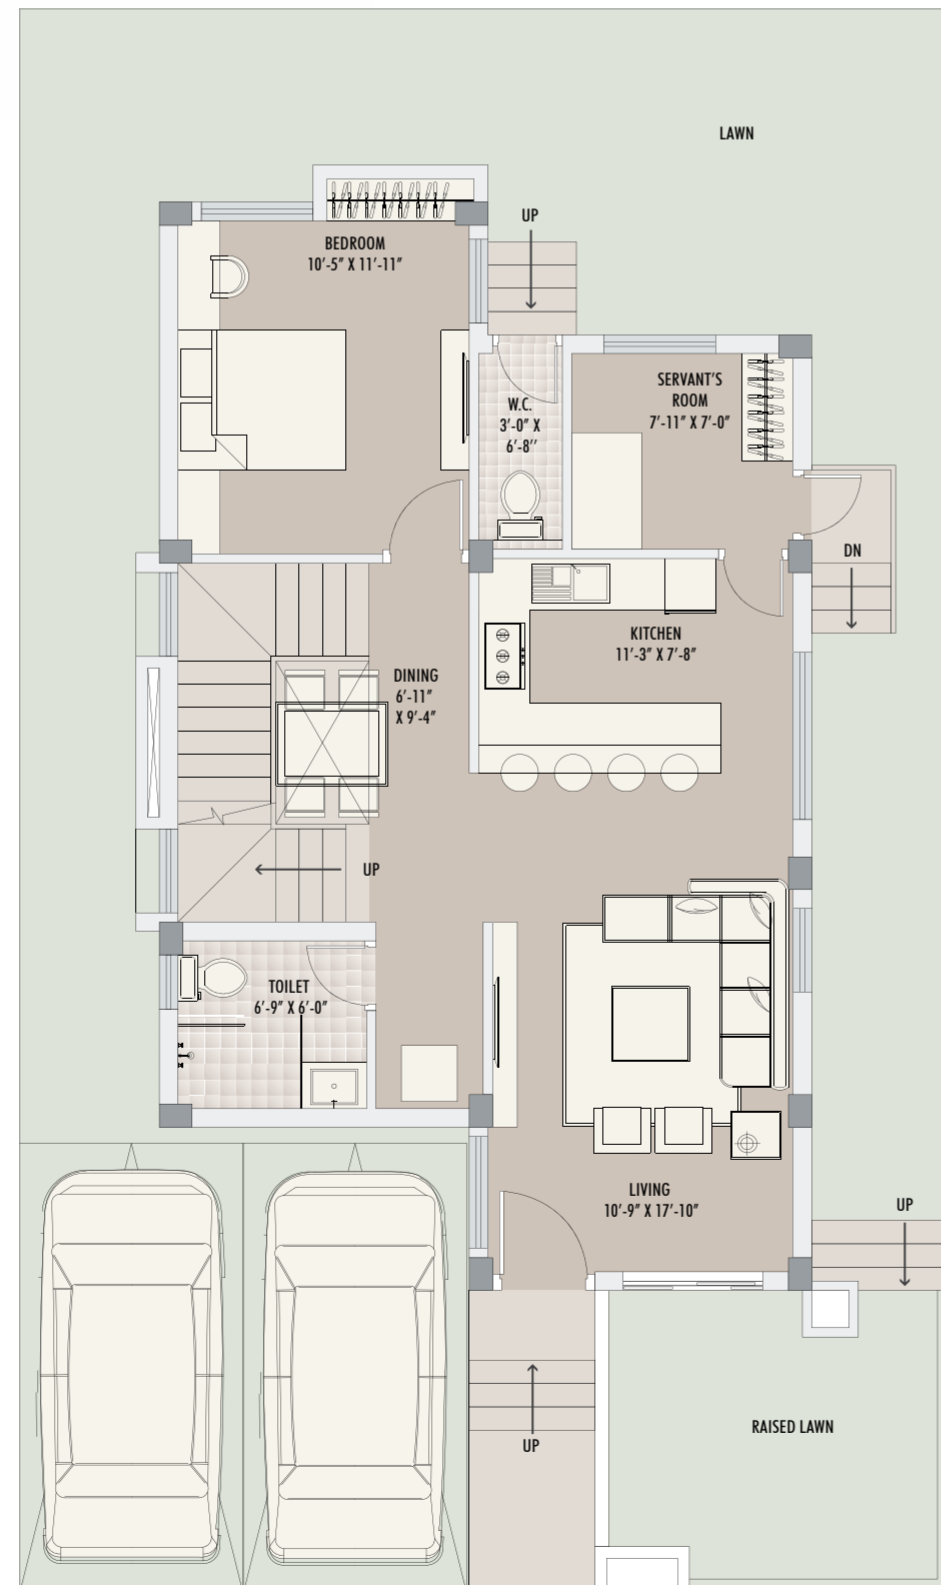 LAWN
UP
BEDROOM
10'-5" X 11'-11"
SERVANT'S
ROOM
7'-11" X 7'-0"
W.C.
3'-0" X
6'-8''
DN
KITCHEN
11'-3" X 7'-8"
DINING
6'-11"
X 9'-4"
UP
TOILET
6'-9" X 6'-0"
LIVING
10'-9" X 17'-10"
UP
RAISED LAWN
UP